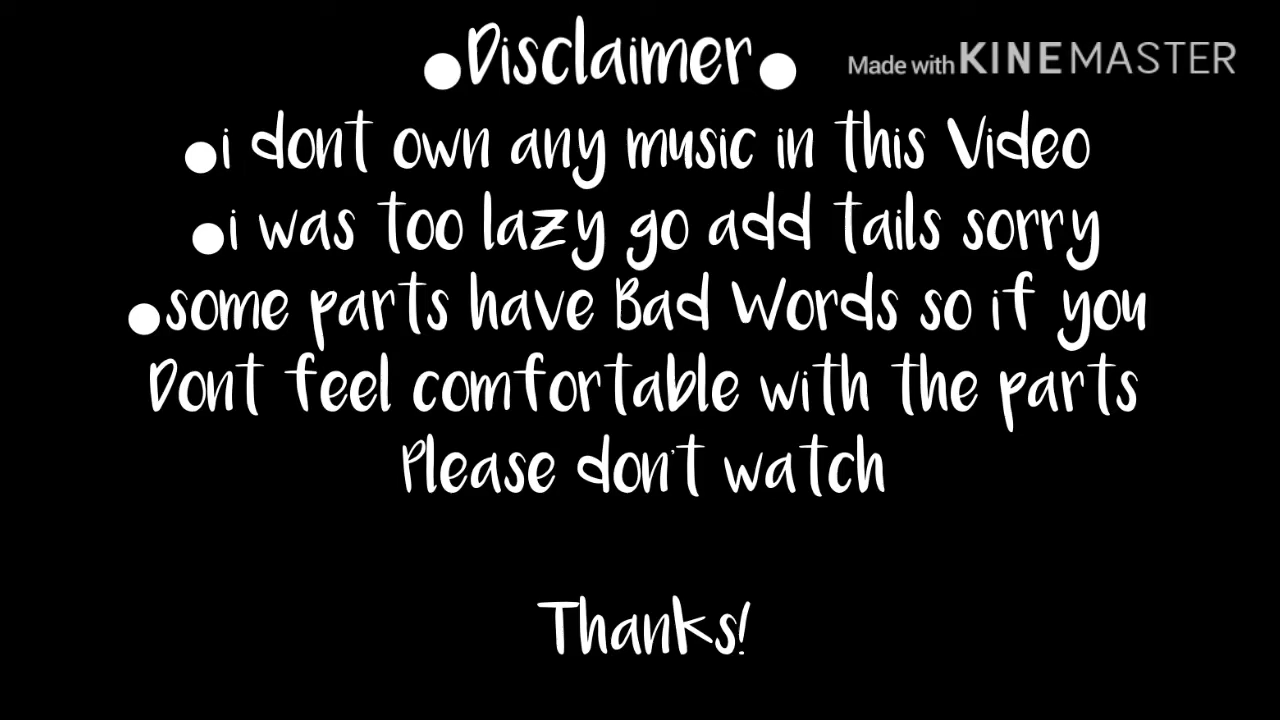 •Disclaimer•
Made with KINEMASTER
•i dont own any music in this Video
•i was too lazy go add tails sorry
•some parts have Bad Words so if you
Dont feel comfortable with the parts
Please don't watch
Thanks!